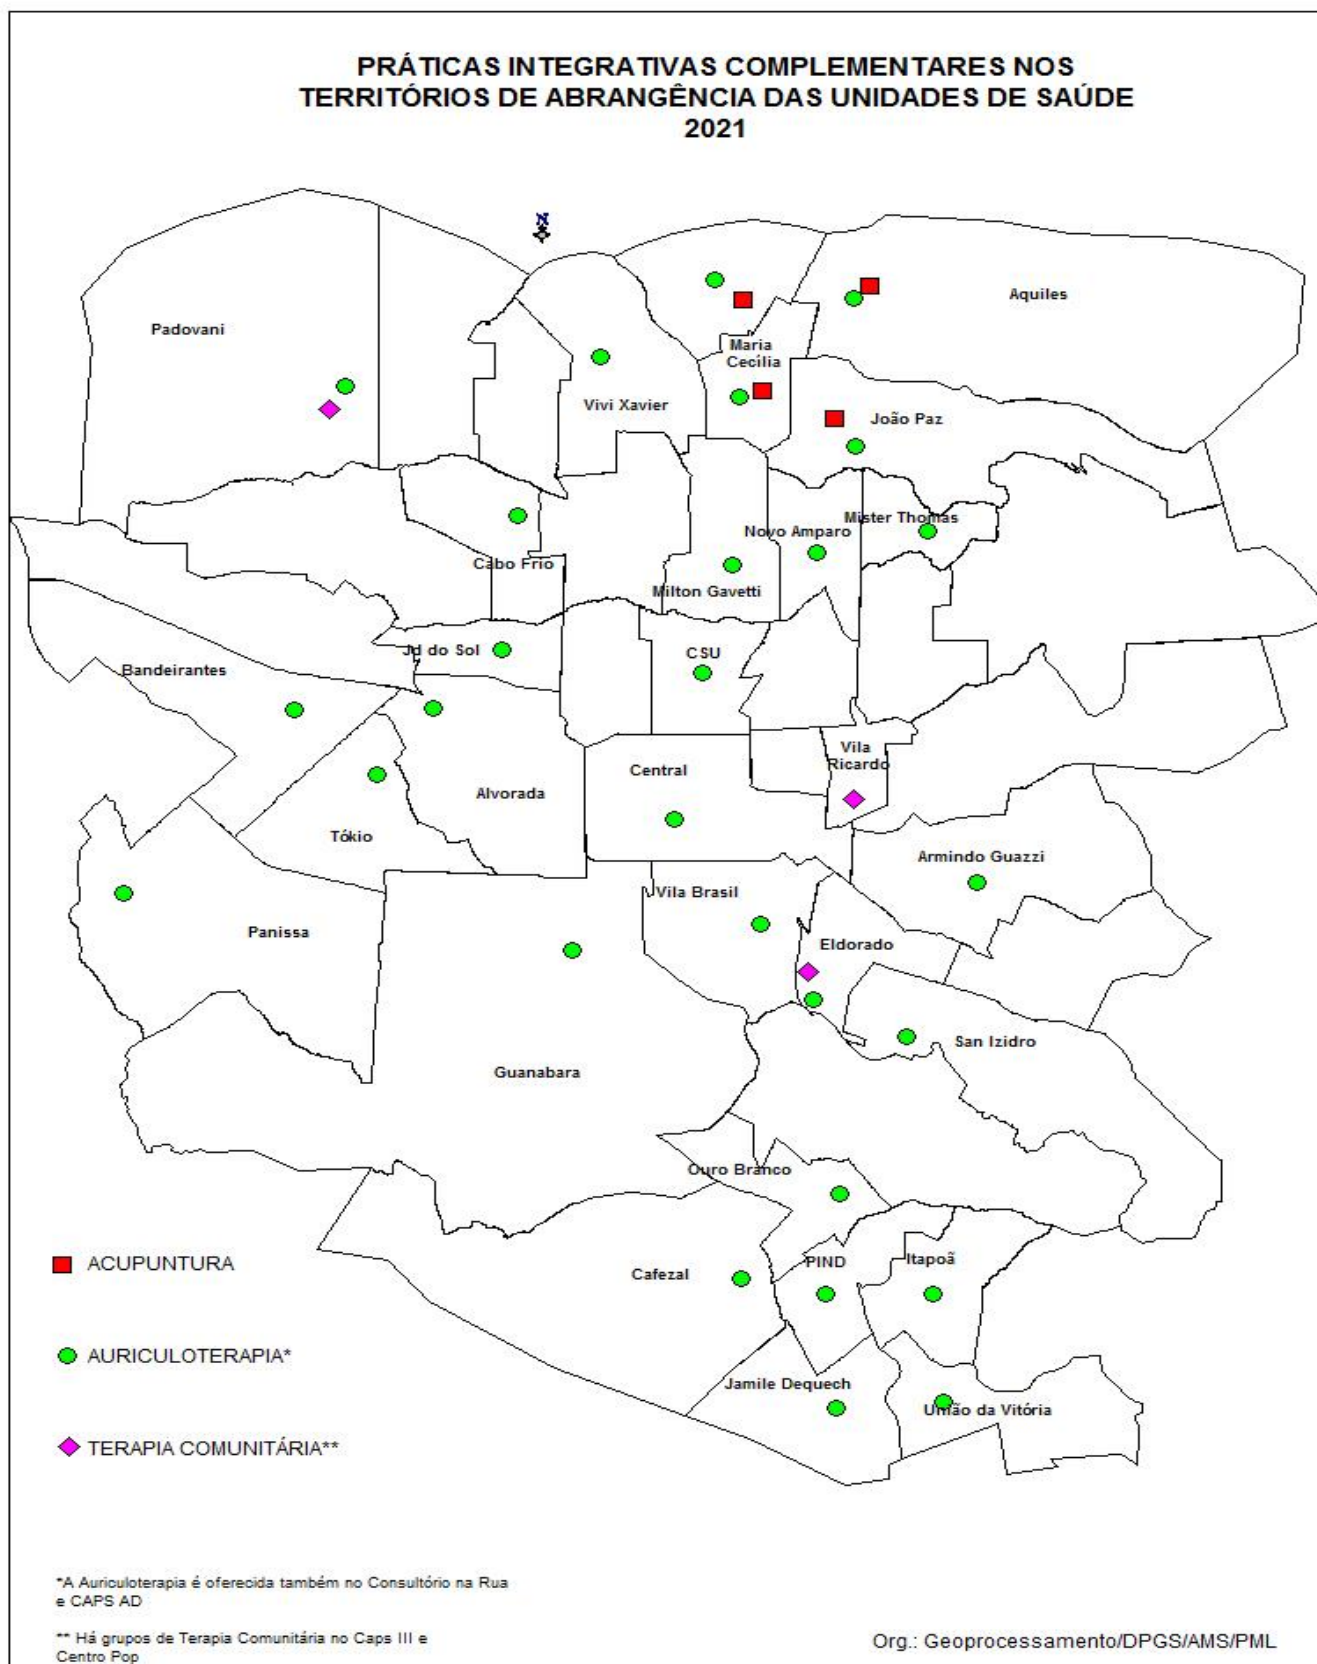 PRÁTICAS INTEGRATIVAS COMPLEMENTARES NOS
TERRITÓRIOS DE ABRANGÊNCIA DAS UNIDADES DE SAÚDE
2021
N
Aquiles
Padovani
Maria
Cecília
Vivi Xavier
João Paz
Mister Thomas
Novo Amparo
Cabo Frio
Milton Gavetti
Jd do Sol
CSU
Bandeirantes
Vila
Ricardo
Central
Alvorada
Tókio
Armindo Guazzi
Vila Brasil
Panissa
Eldorado
San Izidro
Guanabara
Ouro Branco
PIND
Itapoã
Cafezal
ACUPUNTURA
AURICULOTERAPIA*
Jamile Dequech
União da Vitória
TERAPIA COMUNITÁRIA**
*A Auriculoterapia é oferecida também no Consultório na Rua
e CAPS AD
** Há grupos de Terapia Comunitária no Caps III e
Centro Pop
Org.: Geoprocessamento/DPGS/AMS/PML